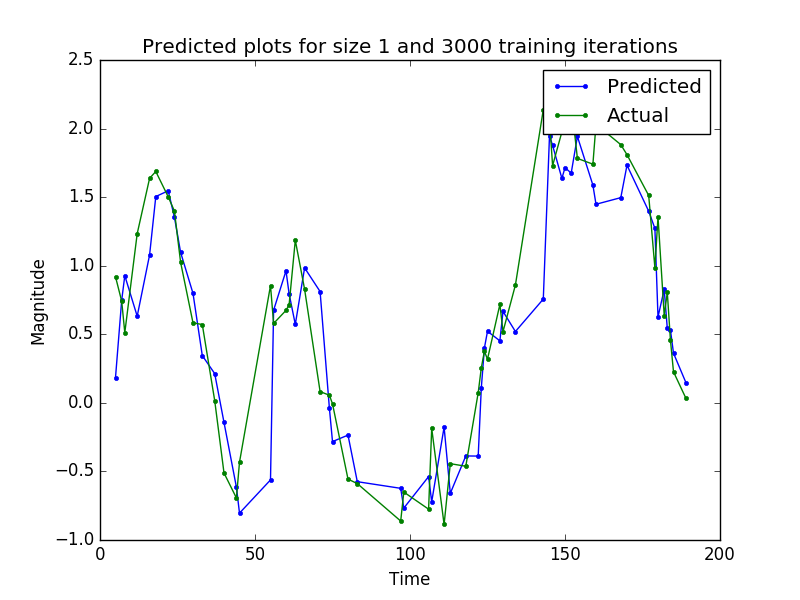 Predicted plots for size 1 and 3000 training iterations
Predicted
Actual
2.5
2.0
1.5
1.0
0.5
0.0
−0.5
−1.0
Magnitude
0 50 100 150 200
Time